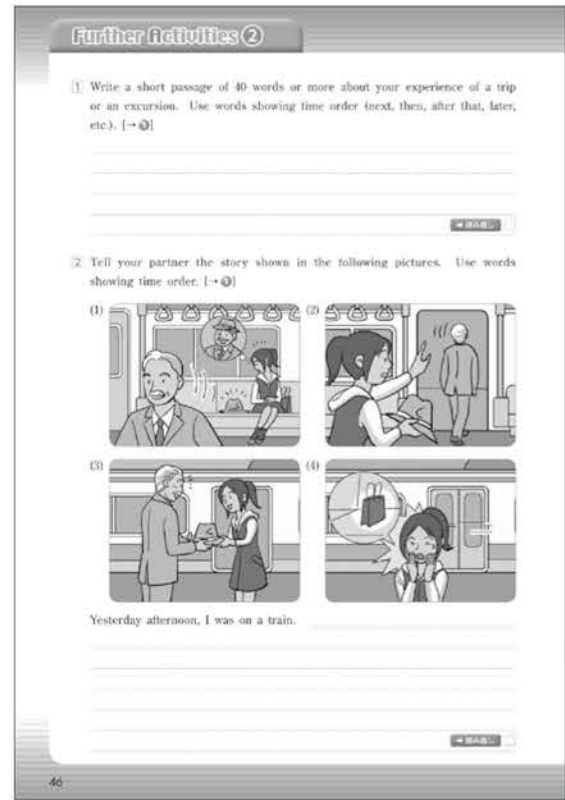 Further Activities ②
1 Write a short passage of 40 words or more about your experience of a trip
or an excursion. Use words showing time order (next, then, after that, later,
etc.). [→
2 Tell your partner the story shown in the following pictures. Use words
showing time order. [→
(1)
(2)
(3)
(4)
Yesterday afternoon, I was on a train.
46